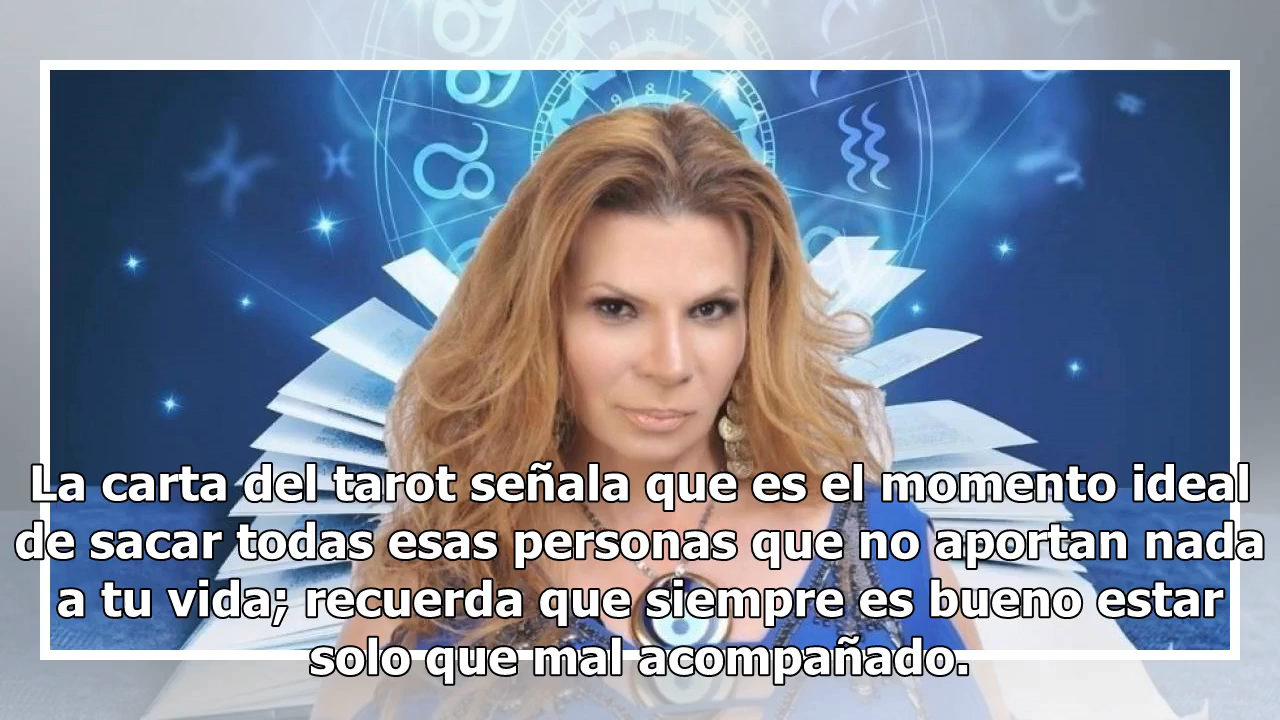 La carta del tarot señala que es el momento ideal
de sacar todas esas personas que no aportan nada
a tu vida; recuerda que siempre es bueno estar
solo que mal acompañado.